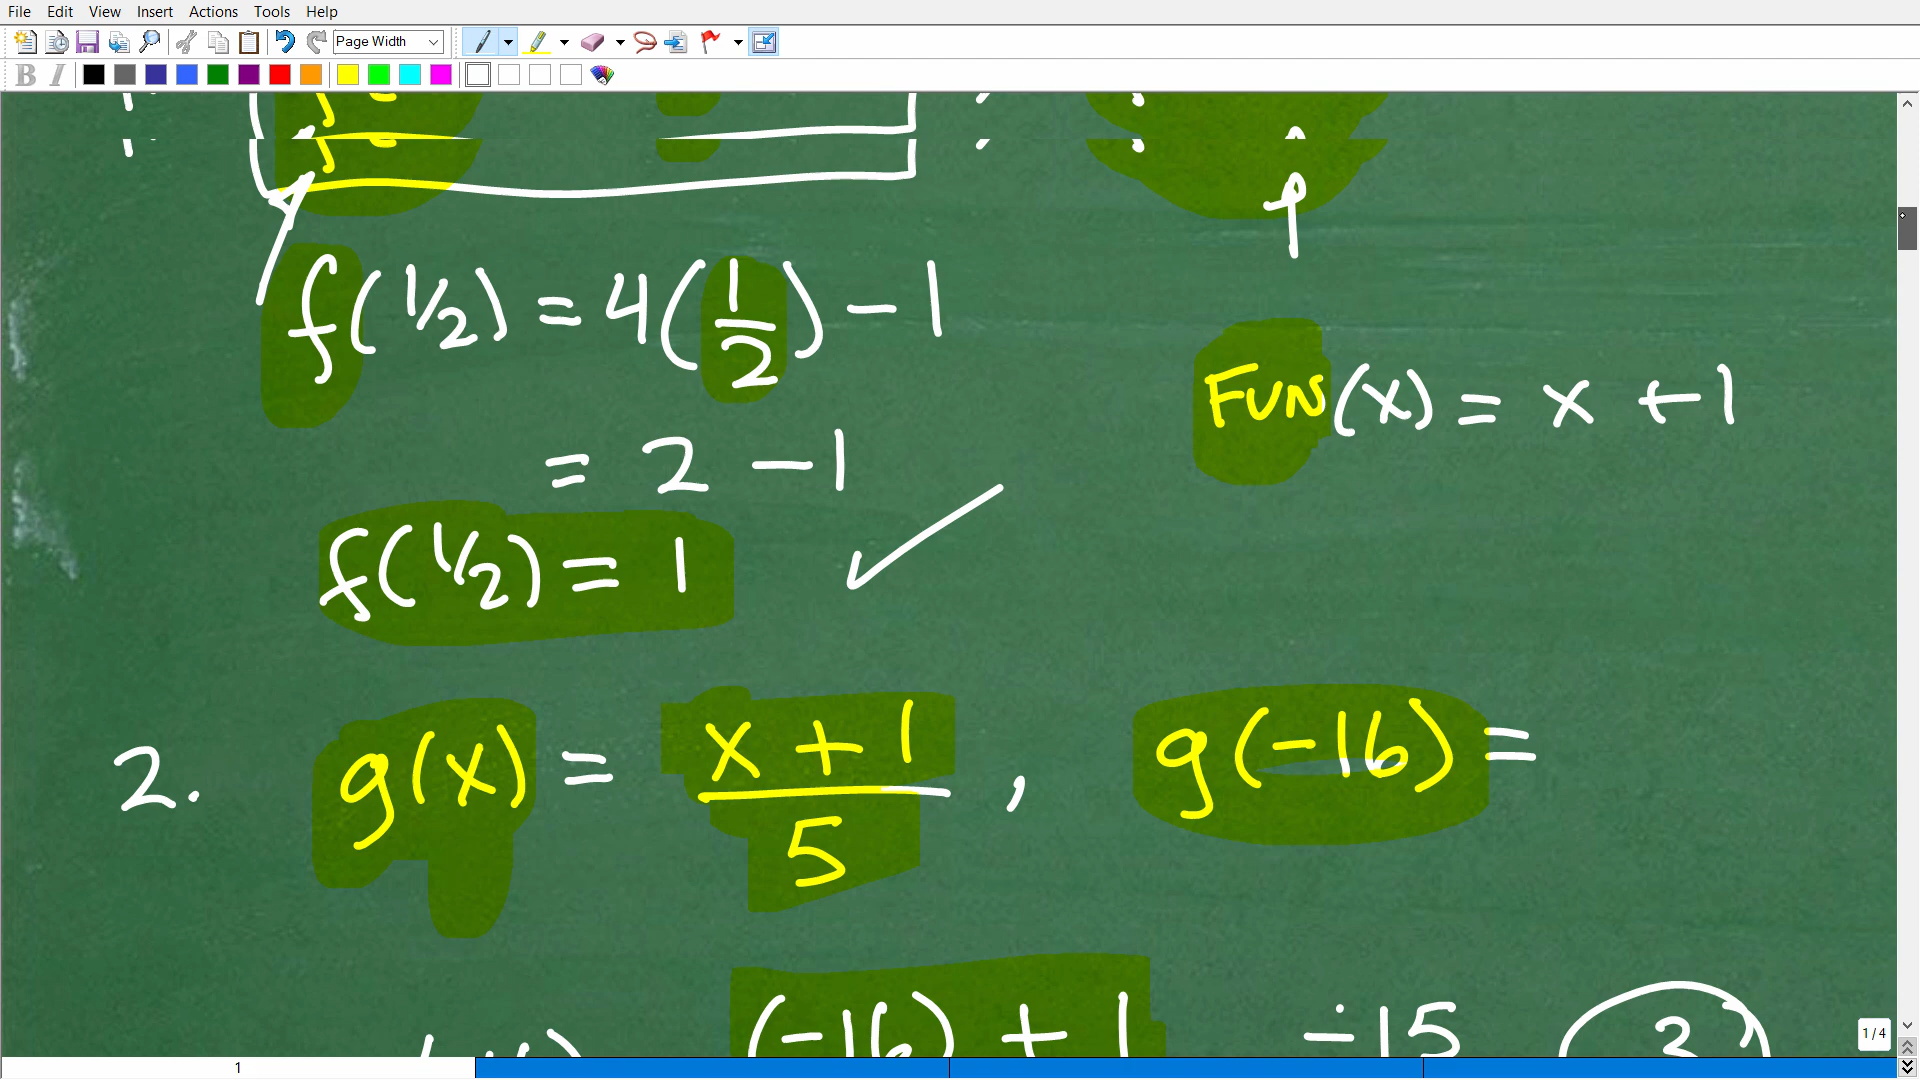 File Edit View Insert Actions Tools Help
Page Width
B I
f(1/2) = 4(1/2) - 1
= 2 - 1
f(1/2) = 1
FUN(x) = x + 1
2. g(x) = x + 1 / 5 , g(-16) =
(-16) + 1
-15
3
1 / 4
1